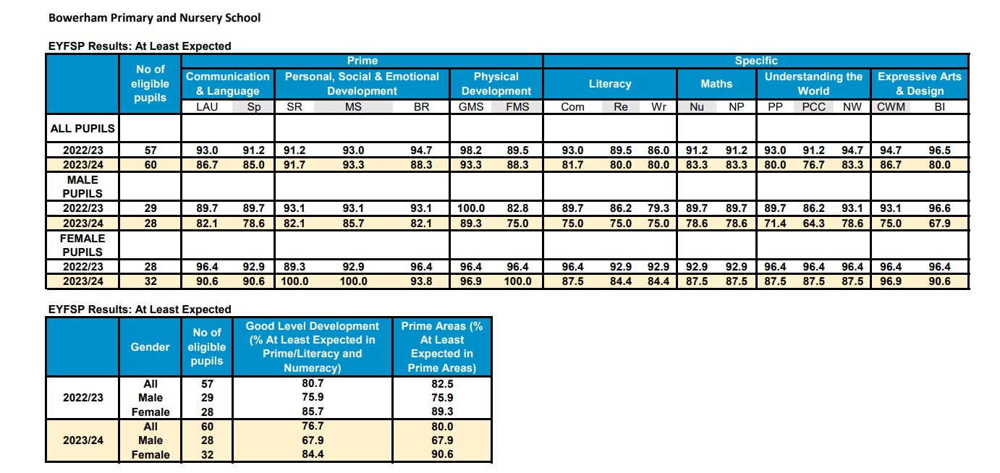 Bowerham Primary and Nursery School
EYFSP Results: At Least Expected
No of eligible pupils Prime Specific
Communication & Language Personal, Social & Emotional Development Physical Development Literacy Maths Understanding the World Expressive Arts & Design
LAU Sp SR MS BR GMS FMS Com Re Wr Nu NP PP PCC NW CWM BI
ALL PUPILS
2022/23 57 93.0 91.2 91.2 93.0 94.7 98.2 89.5 93.0 89.5 86.0 91.2 91.2 93.0 91.2 94.7 94.7 96.5
2023/24 60 86.7 85.0 91.7 93.3 88.3 93.3 88.3 81.7 80.0 80.0 83.3 83.3 80.0 76.7 83.3 86.7 80.0
MALE
PUPILS
2022/23 29 89.7 89.7 93.1 93.1 93.1 100.0 82.8 89.7 86.2 79.3 89.7 89.7 89.7 86.2 93.1 93.1 96.6
2023/24 28 82.1 78.6 82.1 85.7 82.1 89.3 75.0 75.0 75.0 75.0 78.6 78.6 71.4 64.3 78.6 75.0 67.9
FEMALE
PUPILS
2022/23 28 96.4 92.9 89.3 92.9 96.4 96.4 96.4 96.4 92.9 92.9 92.9 92.9 96.4 96.4 96.4 96.4 96.4
2023/24 32 90.6 90.6 100.0 100.0 93.8 96.9 100.0 87.5 84.4 84.4 87.5 87.5 87.5 87.5 87.5 96.9 90.6
EYFSP Results: At Least Expected
Gender No of eligible pupils Good Level Development (% At Least Expected in Prime/Literacy and Numeracy) Prime Areas (% At Least Expected in Prime Areas)
All 57 80.7 82.5
2022/23 Male 29 75.9 75.9
Female 28 85.7 89.3
All 60 76.7 80.0
2023/24 Male 28 67.9 67.9
Female 32 84.4 90.6